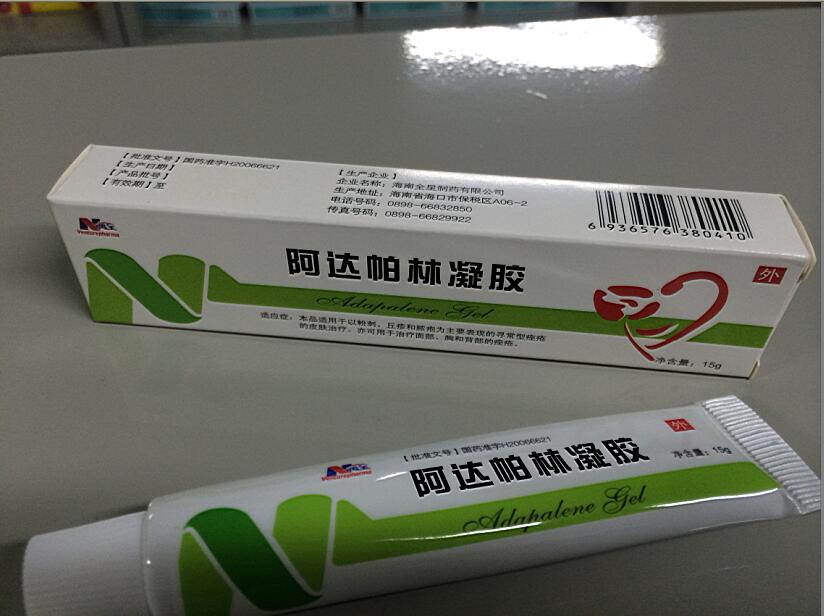 【批准文号】国药准字H20066621
【生产日期】
【产品批号】
【有效期】至
【生产企业】
企业名称：海南全星制药有限公司
生产地址：海南省海口市保税区A06-2
电话号码：0898-66832850
传真号码：0898-66829922
6 936576 380410
Venturepharma
阿达帕林凝胶
外
Adapalene Gel
适应症：本品适用于以粉刺、丘疹和脓疱为主要表现的寻常型痤疮
的皮肤治疗。亦可用于治疗面部、胸和背部的痤疮。
净含量：15g
外
【批准文号】国药准字H20066621
Venturepharma
阿达帕林凝胶
净含量：15g
Adapalene Gel